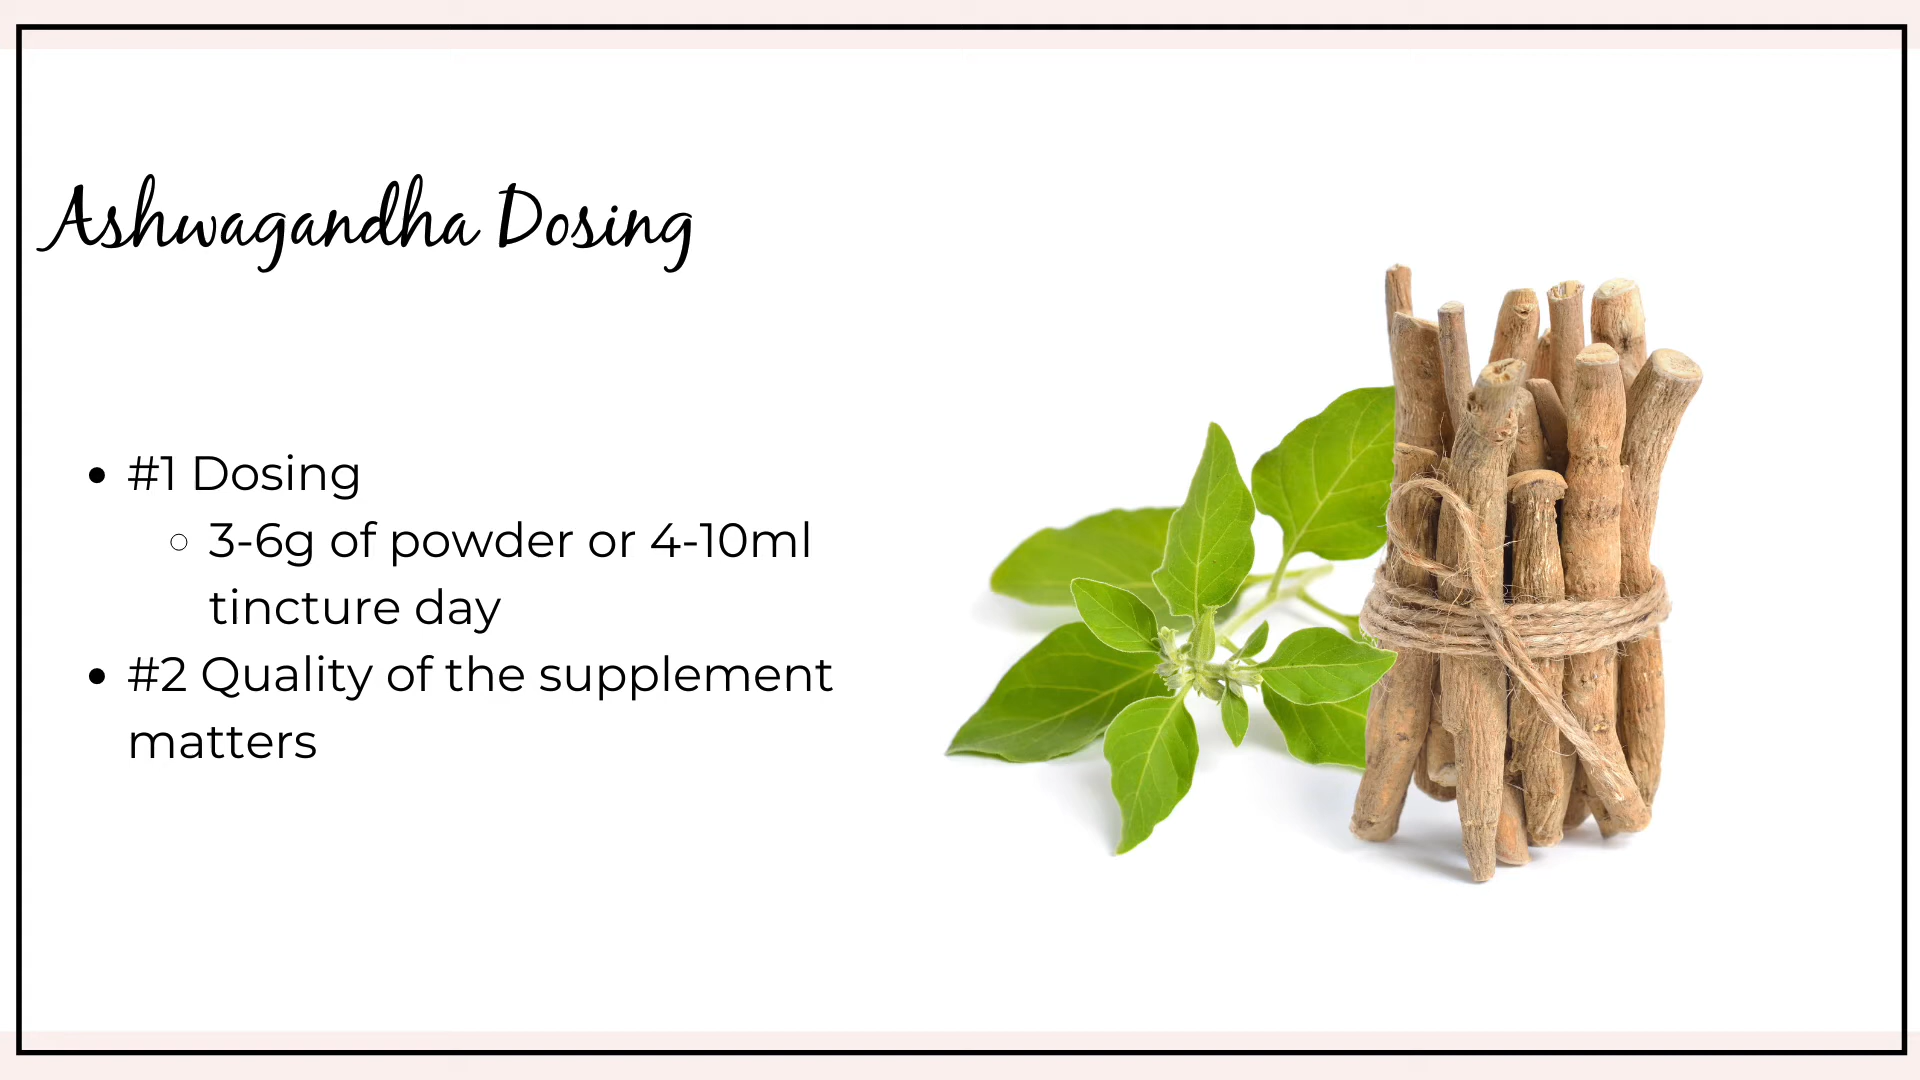 Ashwagandha Dosing
• #1 Dosing
○ 3-6g of powder or 4-10ml
tincture day
• #2 Quality of the supplement
matters